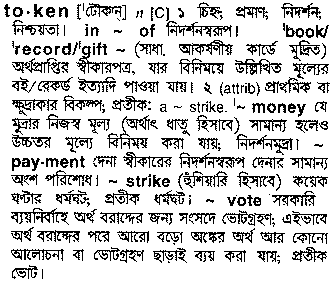 to·ken ['টৌকান্] n [C] ১ চিহ্ন; প্রমাণ; নিদর্শন;
নিশ্চয়তা। in ~ of নিদর্শনস্বরূপ। 'book/
'record/'gift ~ (সাধা. আকর্ষণীয় কার্ডে মুদ্রিত)
অর্থপ্রাপ্তির স্বীকারপত্র, যার বিনিময়ে উল্লিখিত মূল্যের
বই/রেকর্ড ইত্যাদি পাওয়া যায়। ২ (attrib) প্রাথমিক বা
ক্ষুদ্রাকার বিকল্প; প্রতীক: a ~ strike. '~ money যে
মুদ্রার নিজস্ব মূল্য (অর্থাৎ ধাতু হিসাবে) সামান্য হলেও
উচ্চতর মূল্যে বিনিময় করা যায়; নিদর্শনমুদ্রা। ~
pay·ment দেনা স্বীকারের নিদর্শনস্বরূপ দেনার সামান্য
অংশ পরিশোধ। ~ strike (হুঁশিয়ারি হিসাবে) কয়েক
ঘণ্টার ধর্মঘট; প্রতীক ধর্মঘট। ~ vote সরকারি
ব্যয়নির্বাহে অর্থ বরাদ্দের জন্য সংসদে ভোটগ্রহণ; এইভাবে
অর্থ বরাদ্দের পরে আরো বড়ো অঙ্কের অর্থ আর কোনো
আলোচনা বা ভোটগ্রহণ ছাড়াই ব্যয় করা যায়; প্রতীক
ভোট।